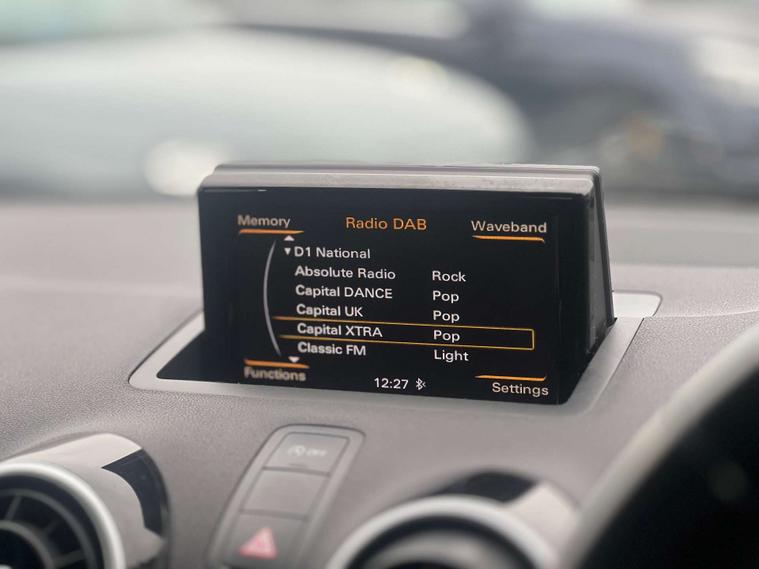 Memory Radio DAB Waveband
D1 National
Absolute Radio Rock
Capital DANCE Pop
Capital UK Pop
Capital XTRA Pop
Classic FM Light
Functions 12:27 Settings
OFF